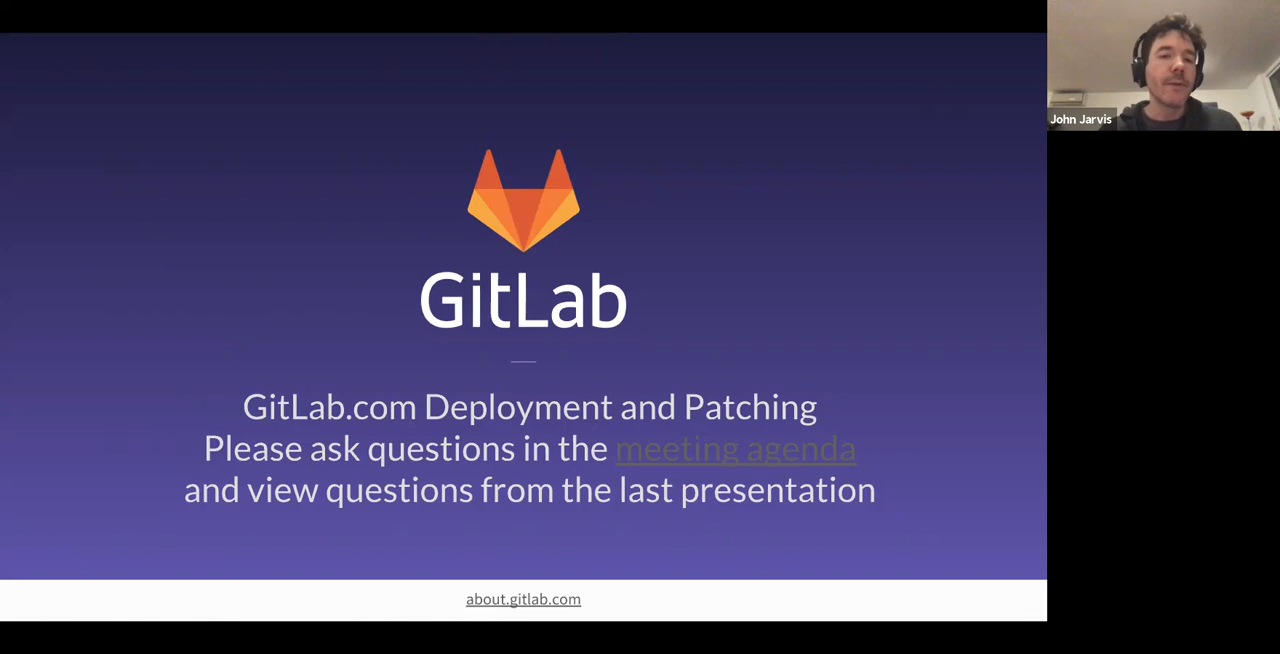 John Jarvis
GitLab
GitLab.com Deployment and Patching
Please ask questions in the meeting agenda
and view questions from the last presentation
about.gitlab.com